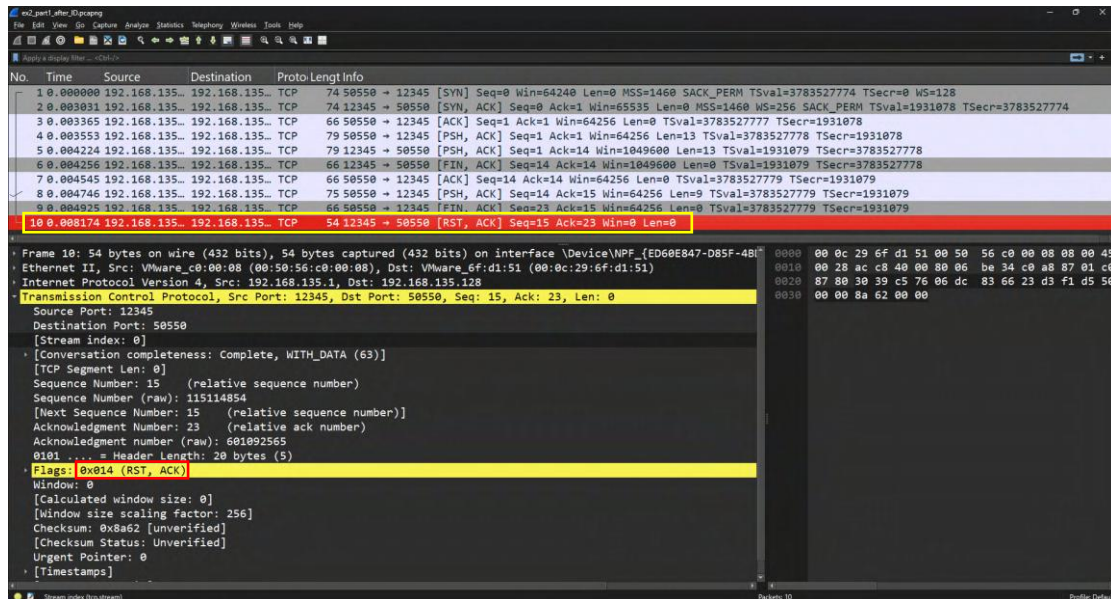 ex2_part1_after_ID.pcapng
File Edit View Go Capture Analyze Statistics Telephony Wireless Tools Help
Apply a display filter ... <Ctrl-/>
No. Time Source Destination Proto Lengt Info
1 0.000000 192.168.135… 192.168.135… TCP 74 50550 → 12345 [SYN] Seq=0 Win=64240 Len=0 MSS=1460 SACK_PERM TSval=3783527774 TSecr=0 WS=128
2 0.003031 192.168.135… 192.168.135… TCP 74 12345 → 50550 [SYN, ACK] Seq=0 Ack=1 Win=65535 Len=0 MSS=1460 WS=256 SACK_PERM TSval=1931078 TSecr=3783527774
3 0.003365 192.168.135… 192.168.135… TCP 66 50550 → 12345 [ACK] Seq=1 Ack=1 Win=64256 Len=0 TSval=3783527777 TSecr=1931078
4 0.003553 192.168.135… 192.168.135… TCP 79 50550 → 12345 [PSH, ACK] Seq=1 Ack=1 Win=64256 Len=13 TSval=3783527778 TSecr=1931078
5 0.004224 192.168.135… 192.168.135… TCP 79 12345 → 50550 [PSH, ACK] Seq=1 Ack=14 Win=1049600 Len=13 TSval=1931079 TSecr=3783527778
6 0.004256 192.168.135… 192.168.135… TCP 66 12345 → 50550 [FIN, ACK] Seq=14 Ack=14 Win=1049600 Len=0 TSval=1931079 TSecr=3783527778
7 0.004545 192.168.135… 192.168.135… TCP 66 50550 → 12345 [ACK] Seq=14 Ack=14 Win=64256 Len=0 TSval=3783527779 TSecr=1931079
8 0.004746 192.168.135… 192.168.135… TCP 75 50550 → 12345 [PSH, ACK] Seq=14 Ack=15 Win=64256 Len=9 TSval=3783527779 TSecr=1931079
9 0.004925 192.168.135… 192.168.135… TCP 66 50550 → 12345 [FIN, ACK] Seq=23 Ack=15 Win=64256 Len=0 TSval=3783527779 TSecr=1931079
10 0.008174 192.168.135… 192.168.135… TCP 54 12345 → 50550 [RST, ACK] Seq=15 Ack=23 Win=0 Len=0
Frame 10: 54 bytes on wire (432 bits), 54 bytes captured (432 bits) on interface \Device\NPF_{ED60E847-D85F-4B
Ethernet II, Src: VMware_c0:00:08 (00:50:56:c0:00:08), Dst: VMware_6f:d1:51 (00:0c:29:6f:d1:51)
Internet Protocol Version 4, Src: 192.168.135.1, Dst: 192.168.135.128
Transmission Control Protocol, Src Port: 12345, Dst Port: 50550, Seq: 15, Ack: 23, Len: 0
Source Port: 12345
Destination Port: 50550
[Stream index: 0]
[Conversation completeness: Complete, WITH_DATA (63)]
[TCP Segment Len: 0]
Sequence Number: 15 (relative sequence number)
Sequence Number (raw): 115114854
[Next Sequence Number: 15 (relative sequence number)]
Acknowledgment Number: 23 (relative ack number)
Acknowledgment number (raw): 601092565
0101 .... = Header Length: 20 bytes (5)
Flags: 0x014 (RST, ACK)
Window: 0
[Calculated window size: 0]
[Window size scaling factor: 256]
Checksum: 0x8a62 [unverified]
[Checksum Status: Unverified]
Urgent Pointer: 0
[Timestamps]
0000 00 0c 29 6f d1 51 00 50 56 c0 00 08 08 00 45
0010 00 28 ac c8 40 00 80 06 be 34 c0 a8 87 01 c0
0020 87 80 30 39 c5 76 06 dc 83 66 23 d3 f1 d5 50
0030 00 00 8a 62 00 00
Stream index (tcp.stream) Packets: 10 Profile: Defau